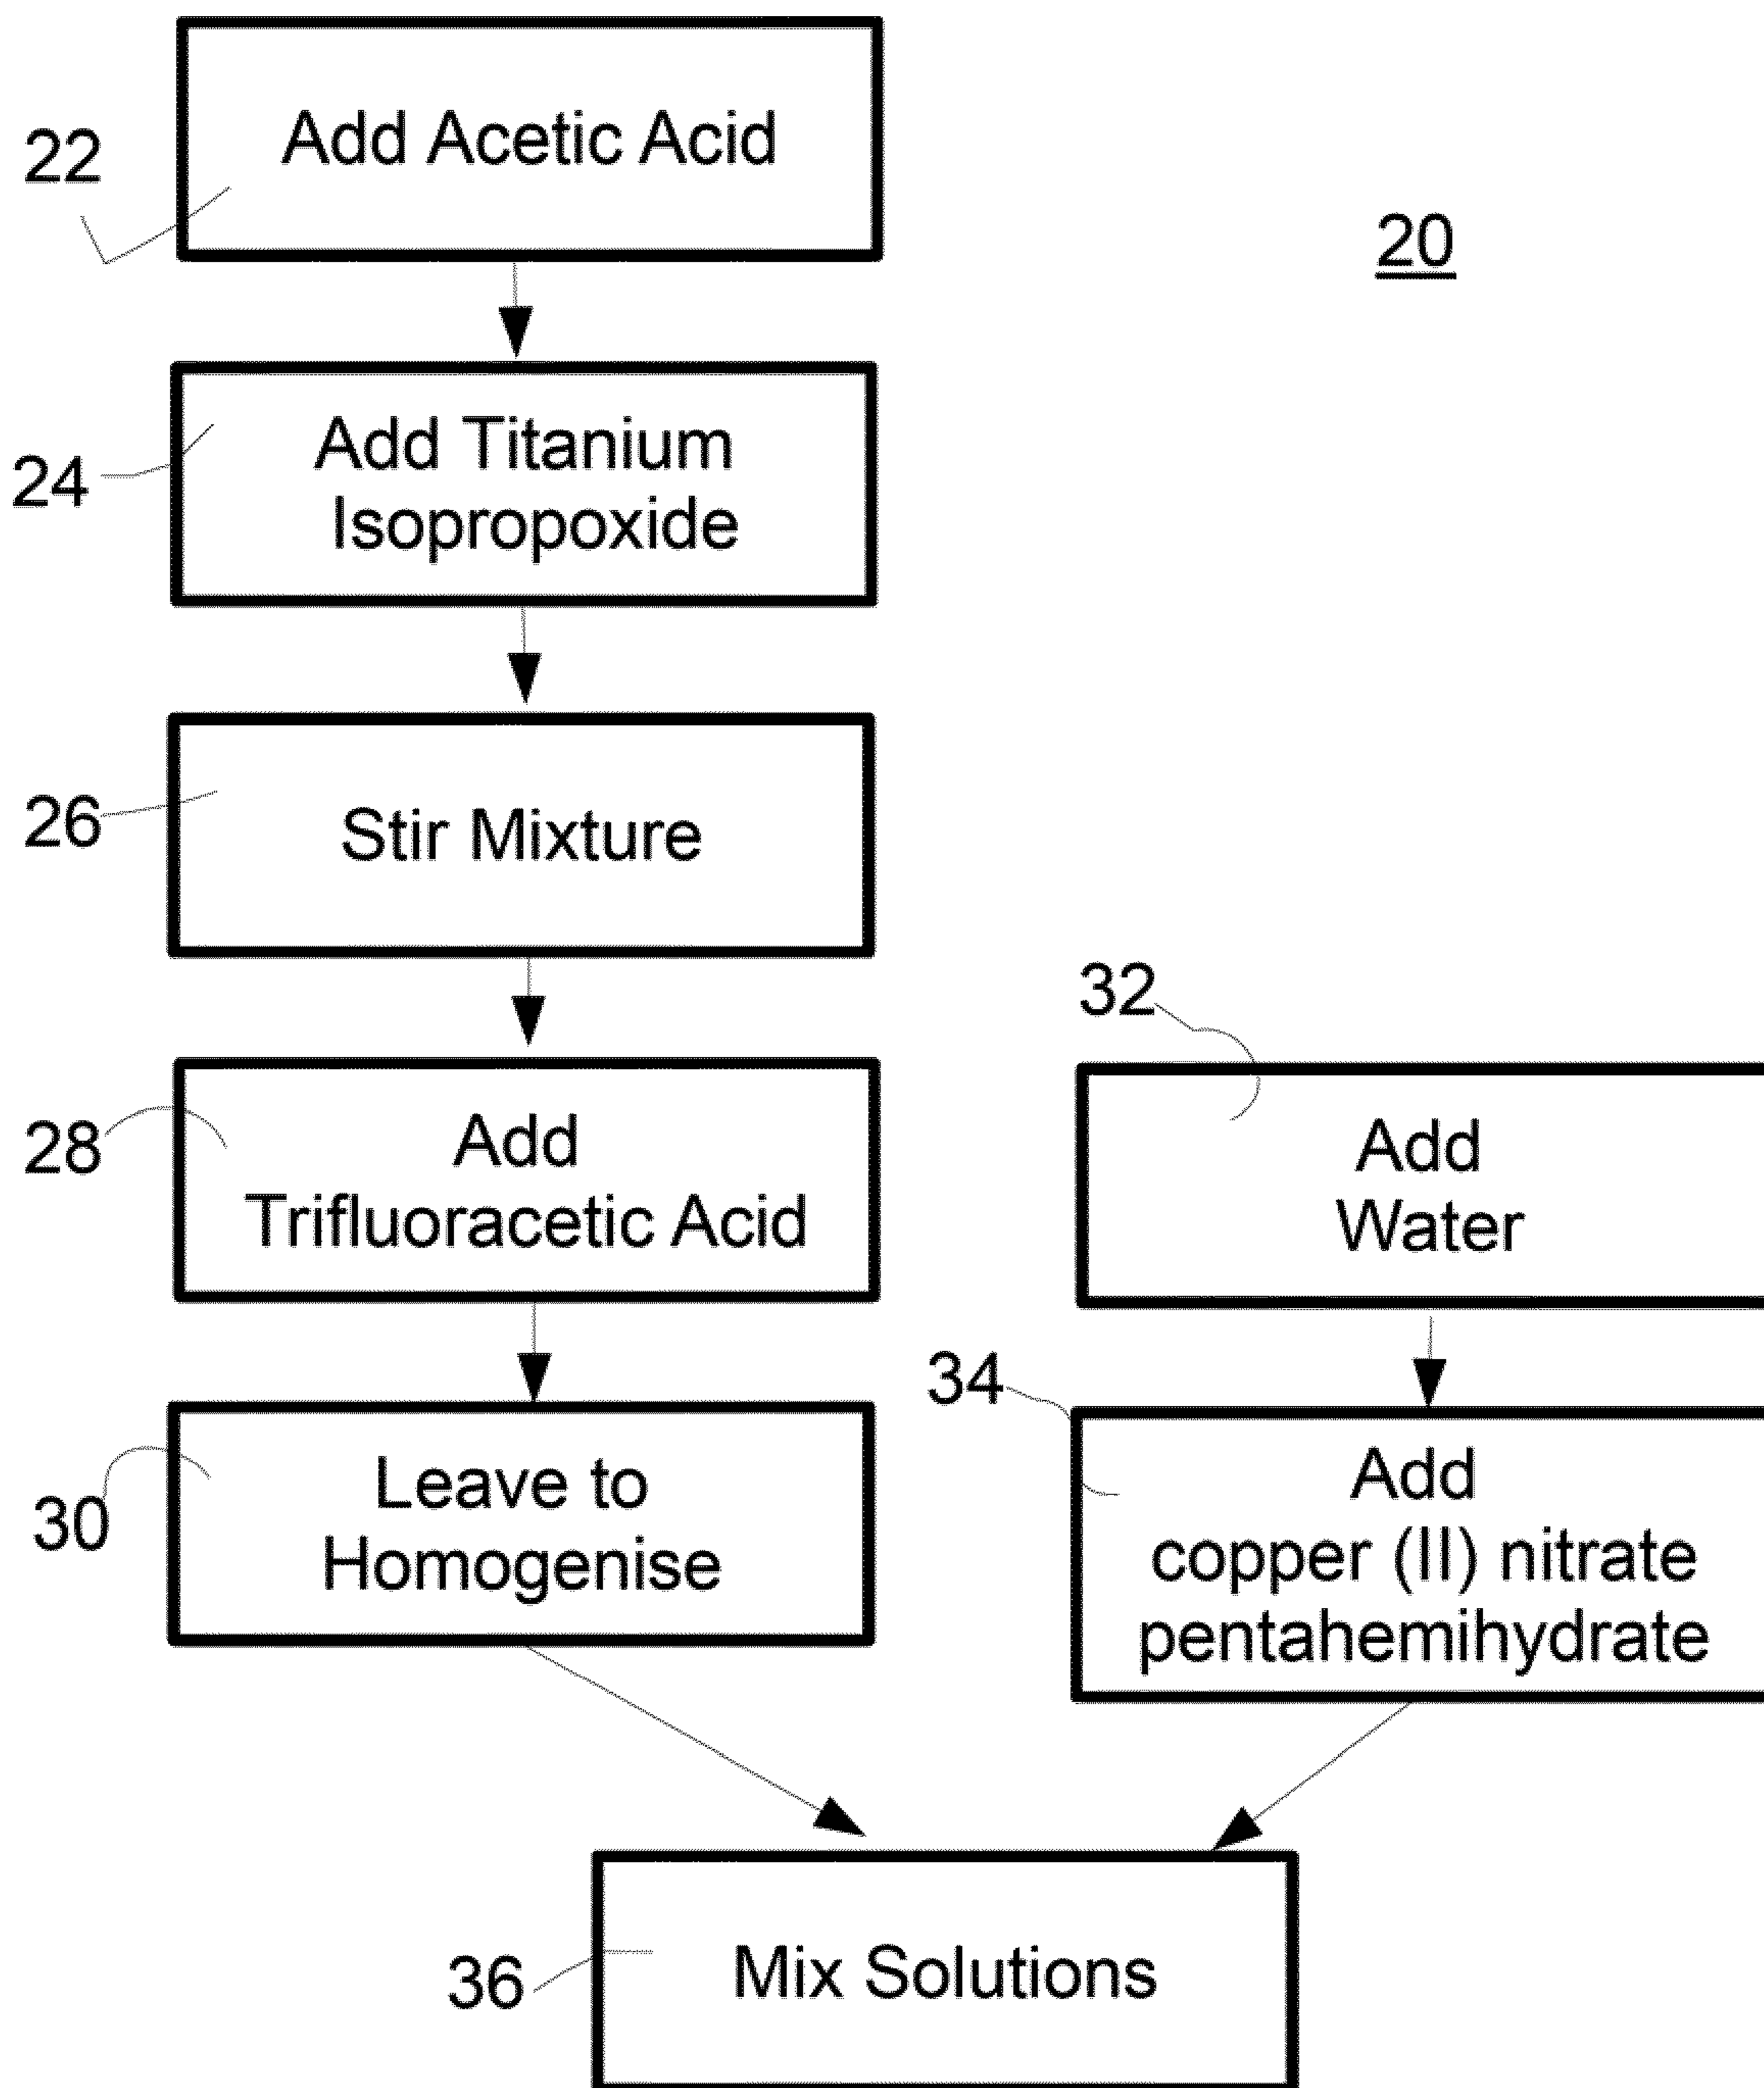 22
Add Acetic Acid
20
24
Add Titanium
Isopropoxide
26
Stir Mixture
28
Add
Trifluoracetic Acid
32
Add
Water
30
Leave to
Homogenise
34
Add
copper (II) nitrate
pentahemihydrate
36
Mix Solutions